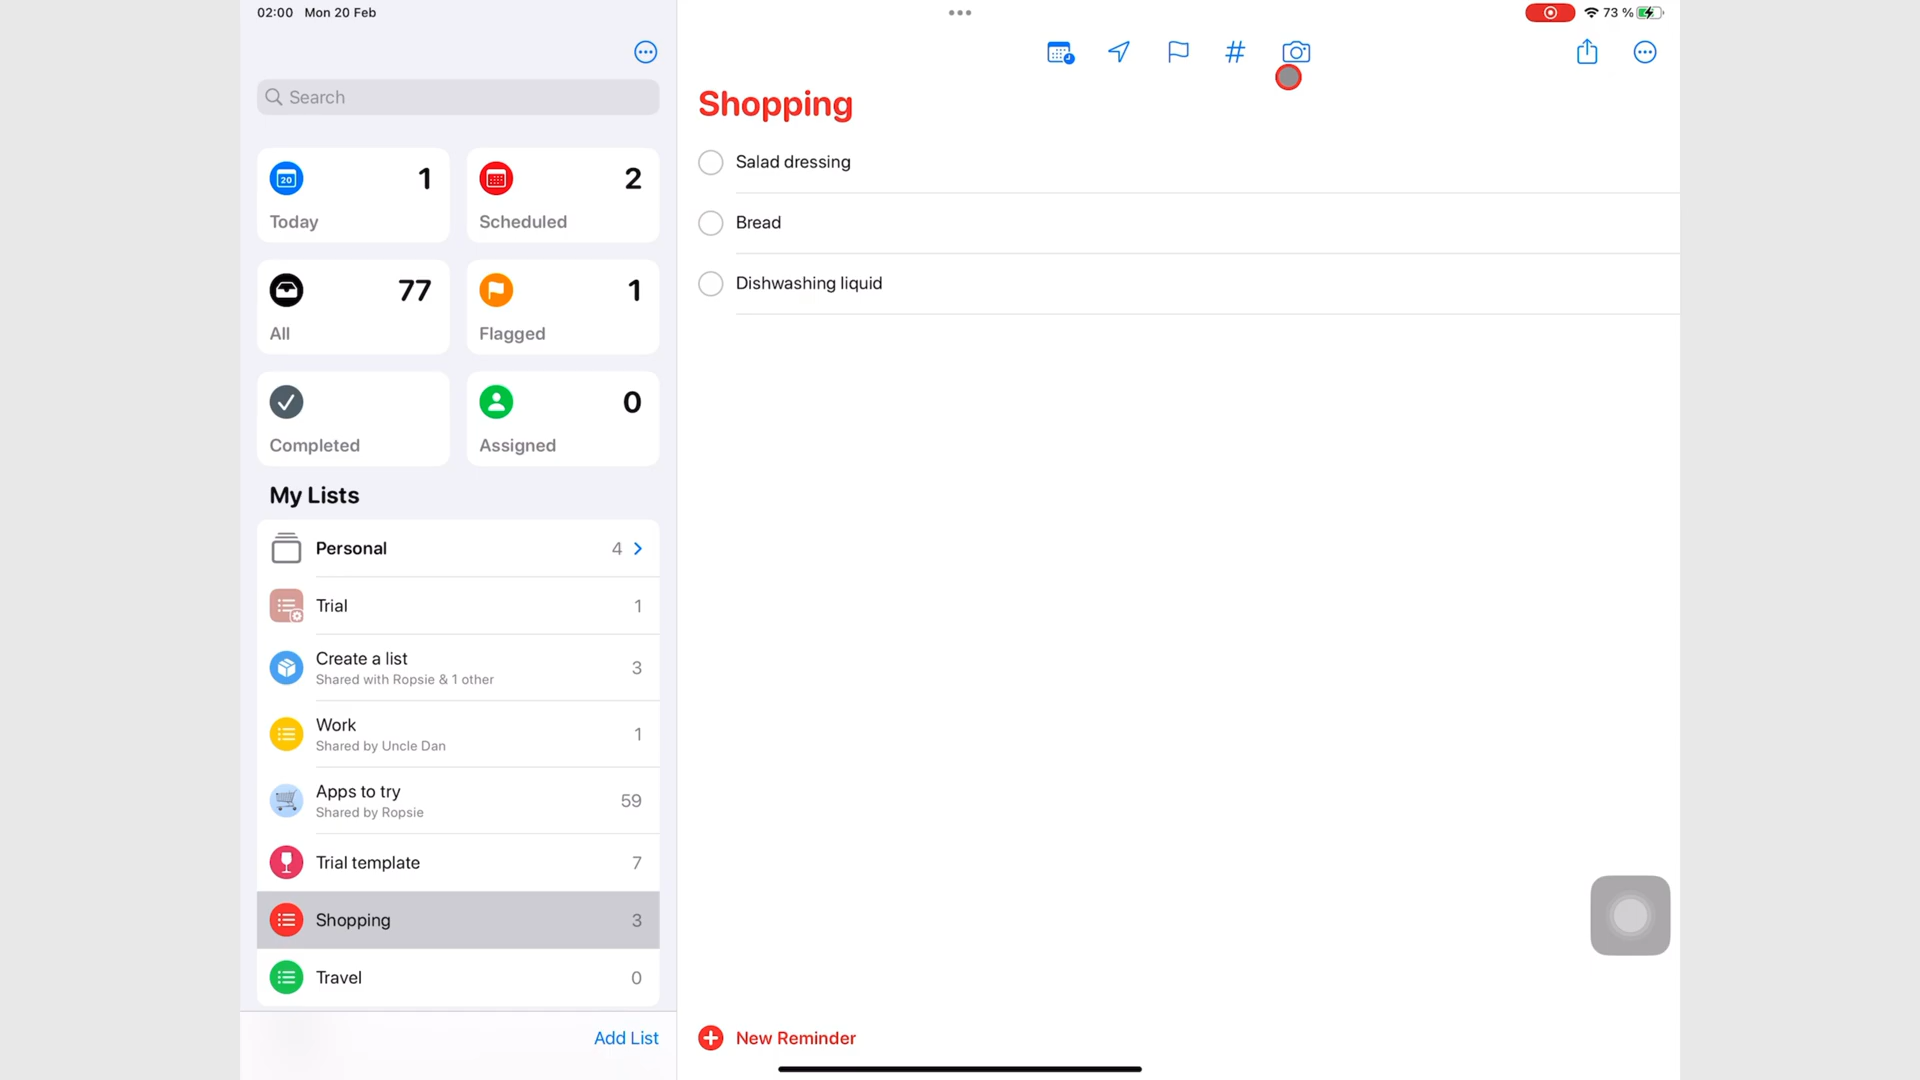 02:00 Mon 20 Feb
73 %
Search
20
1
Today
2
Scheduled
77
All
1
Flagged
Completed
0
Assigned
My Lists
Personal
4
Trial
1
Create a list
Shared with Ropsie & 1 other
3
Work
Shared by Uncle Dan
1
Apps to try
Shared by Ropsie
59
Trial template
7
Shopping
3
Travel
0
Add List
#
Shopping
Salad dressing
Bread
Dishwashing liquid
New Reminder